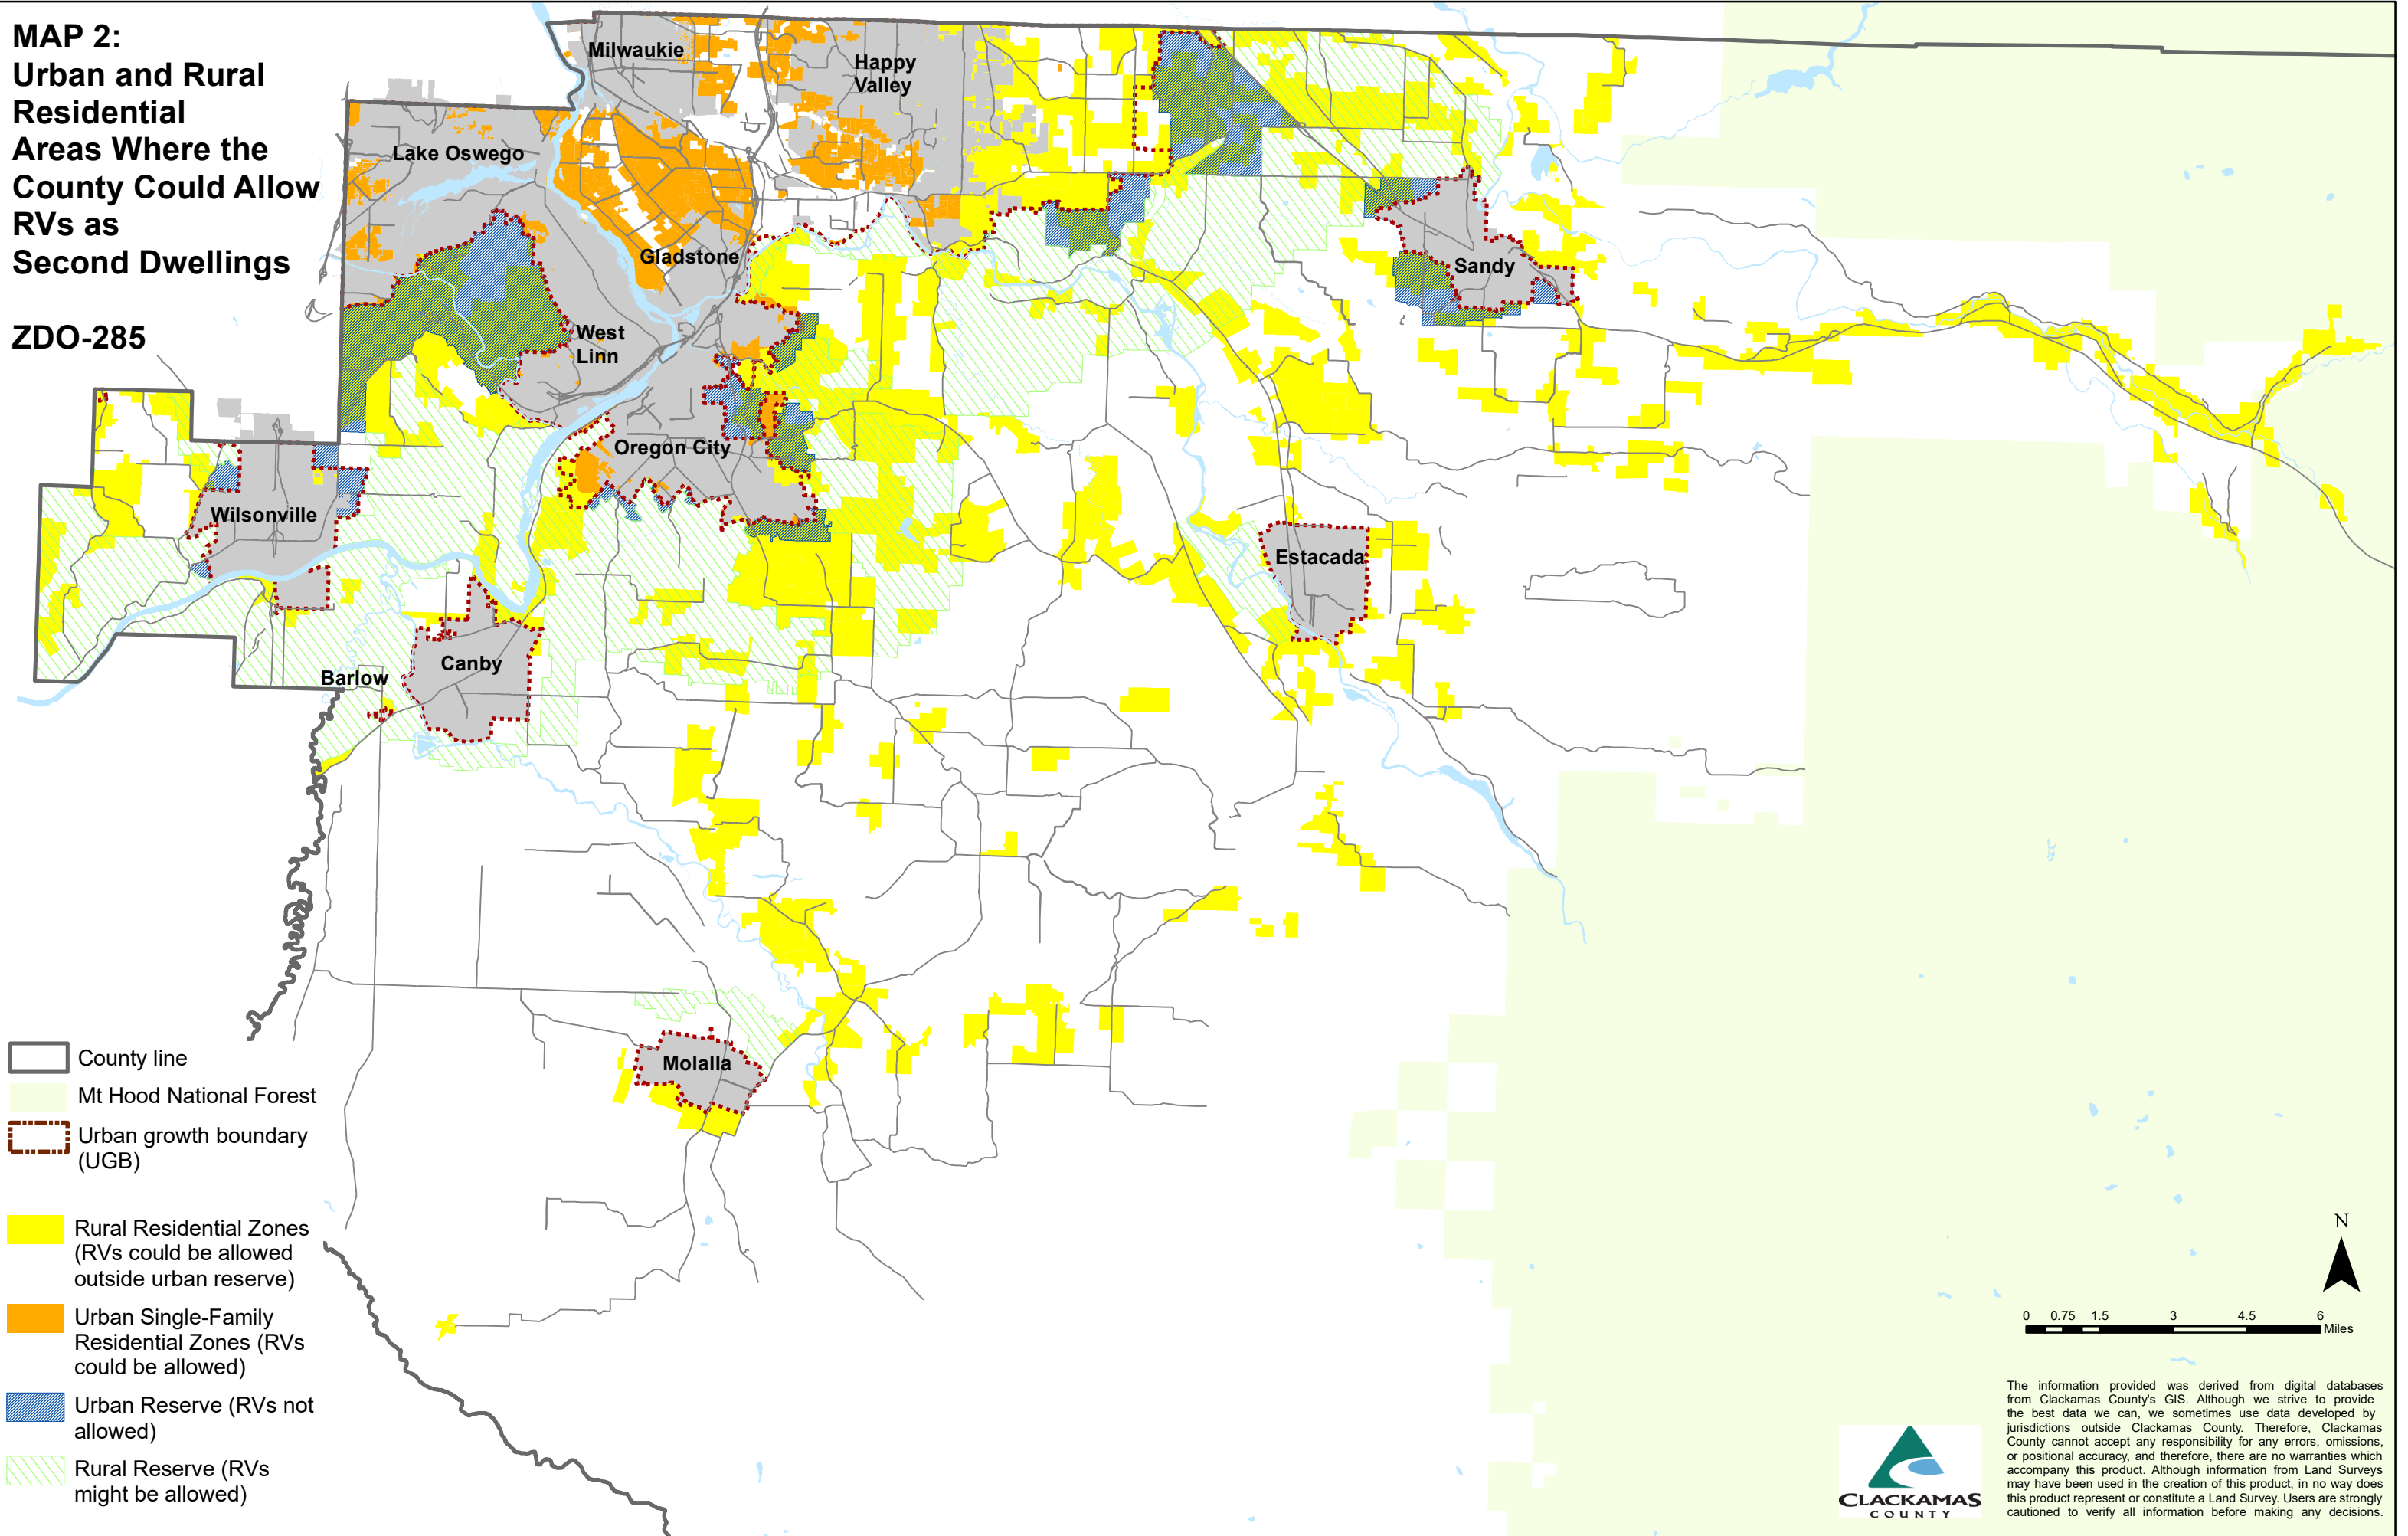 MAP 2:
Urban and Rural
Residential
Areas Where the
County Could Allow
RVs as
Second Dwellings
ZDO-285
Milwaukie
Happy
Valley
Lake Oswego
Gladstone
Sandy
West
Linn
Oregon City
Wilsonville
Estacada
Canby
Barlow
Molalla
County line
Mt Hood National Forest
Urban growth boundary
(UGB)
Rural Residential Zones
(RVs could be allowed
outside urban reserve)
Urban Single-Family
Residential Zones (RVs
could be allowed)
Urban Reserve (RVs not
allowed)
Rural Reserve (RVs
might be allowed)
N
0 0.75 1.5 3 4.5 6
Miles
The information provided was derived from digital databases
from Clackamas County's GIS. Although we strive to provide
the best data we can, we sometimes use data developed by
jurisdictions outside Clackamas County. Therefore, Clackamas
County cannot accept any responsibility for any errors, omissions,
or positional accuracy, and therefore, there are no warranties which
accompany this product. Although information from Land Surveys
may have been used in the creation of this product, in no way does
this product represent or constitute a Land Survey. Users are strongly
cautioned to verify all information before making any decisions.
CLACKAMAS
COUNTY